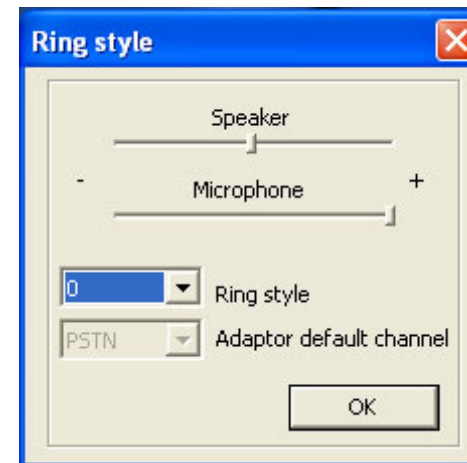 Ring style
Speaker
- +
Microphone
0 Ring style
PSTN Adaptor default channel
OK